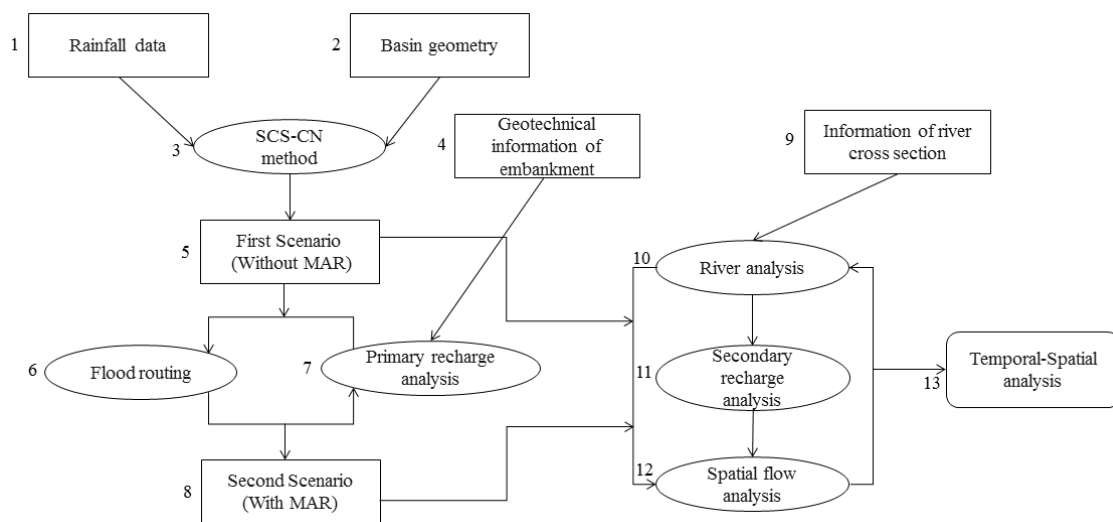 1
Rainfall data
2
Basin geometry
3
SCS-CN
method
4
Geotechnical
information of
embankment
9
Information of river
cross section
5
First Scenario
(Without MAR)
10
River analysis
6
Flood routing
7
Primary recharge
analysis
11
Secondary
recharge
analysis
13
Temporal-Spatial
analysis
8
Second Scenario
(With MAR)
12
Spatial flow
analysis